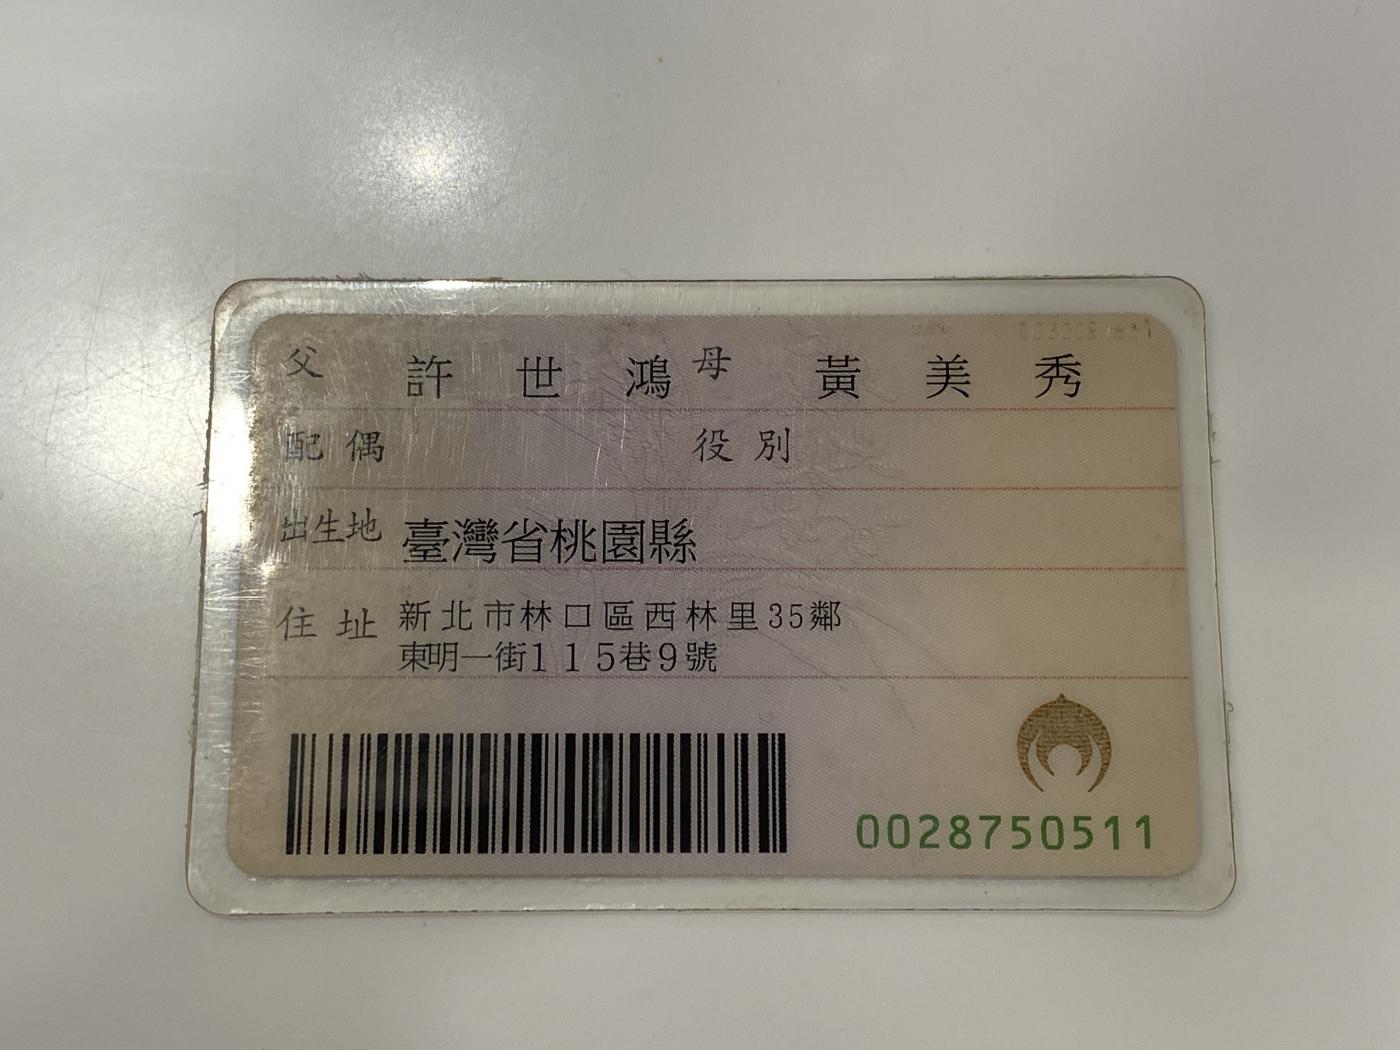 父 許世鴻 母 黃美秀
配偶 役別
出生地 臺灣省桃園縣
住址 新北市林口區西林里35鄰
東明一街115巷9號
0028750511